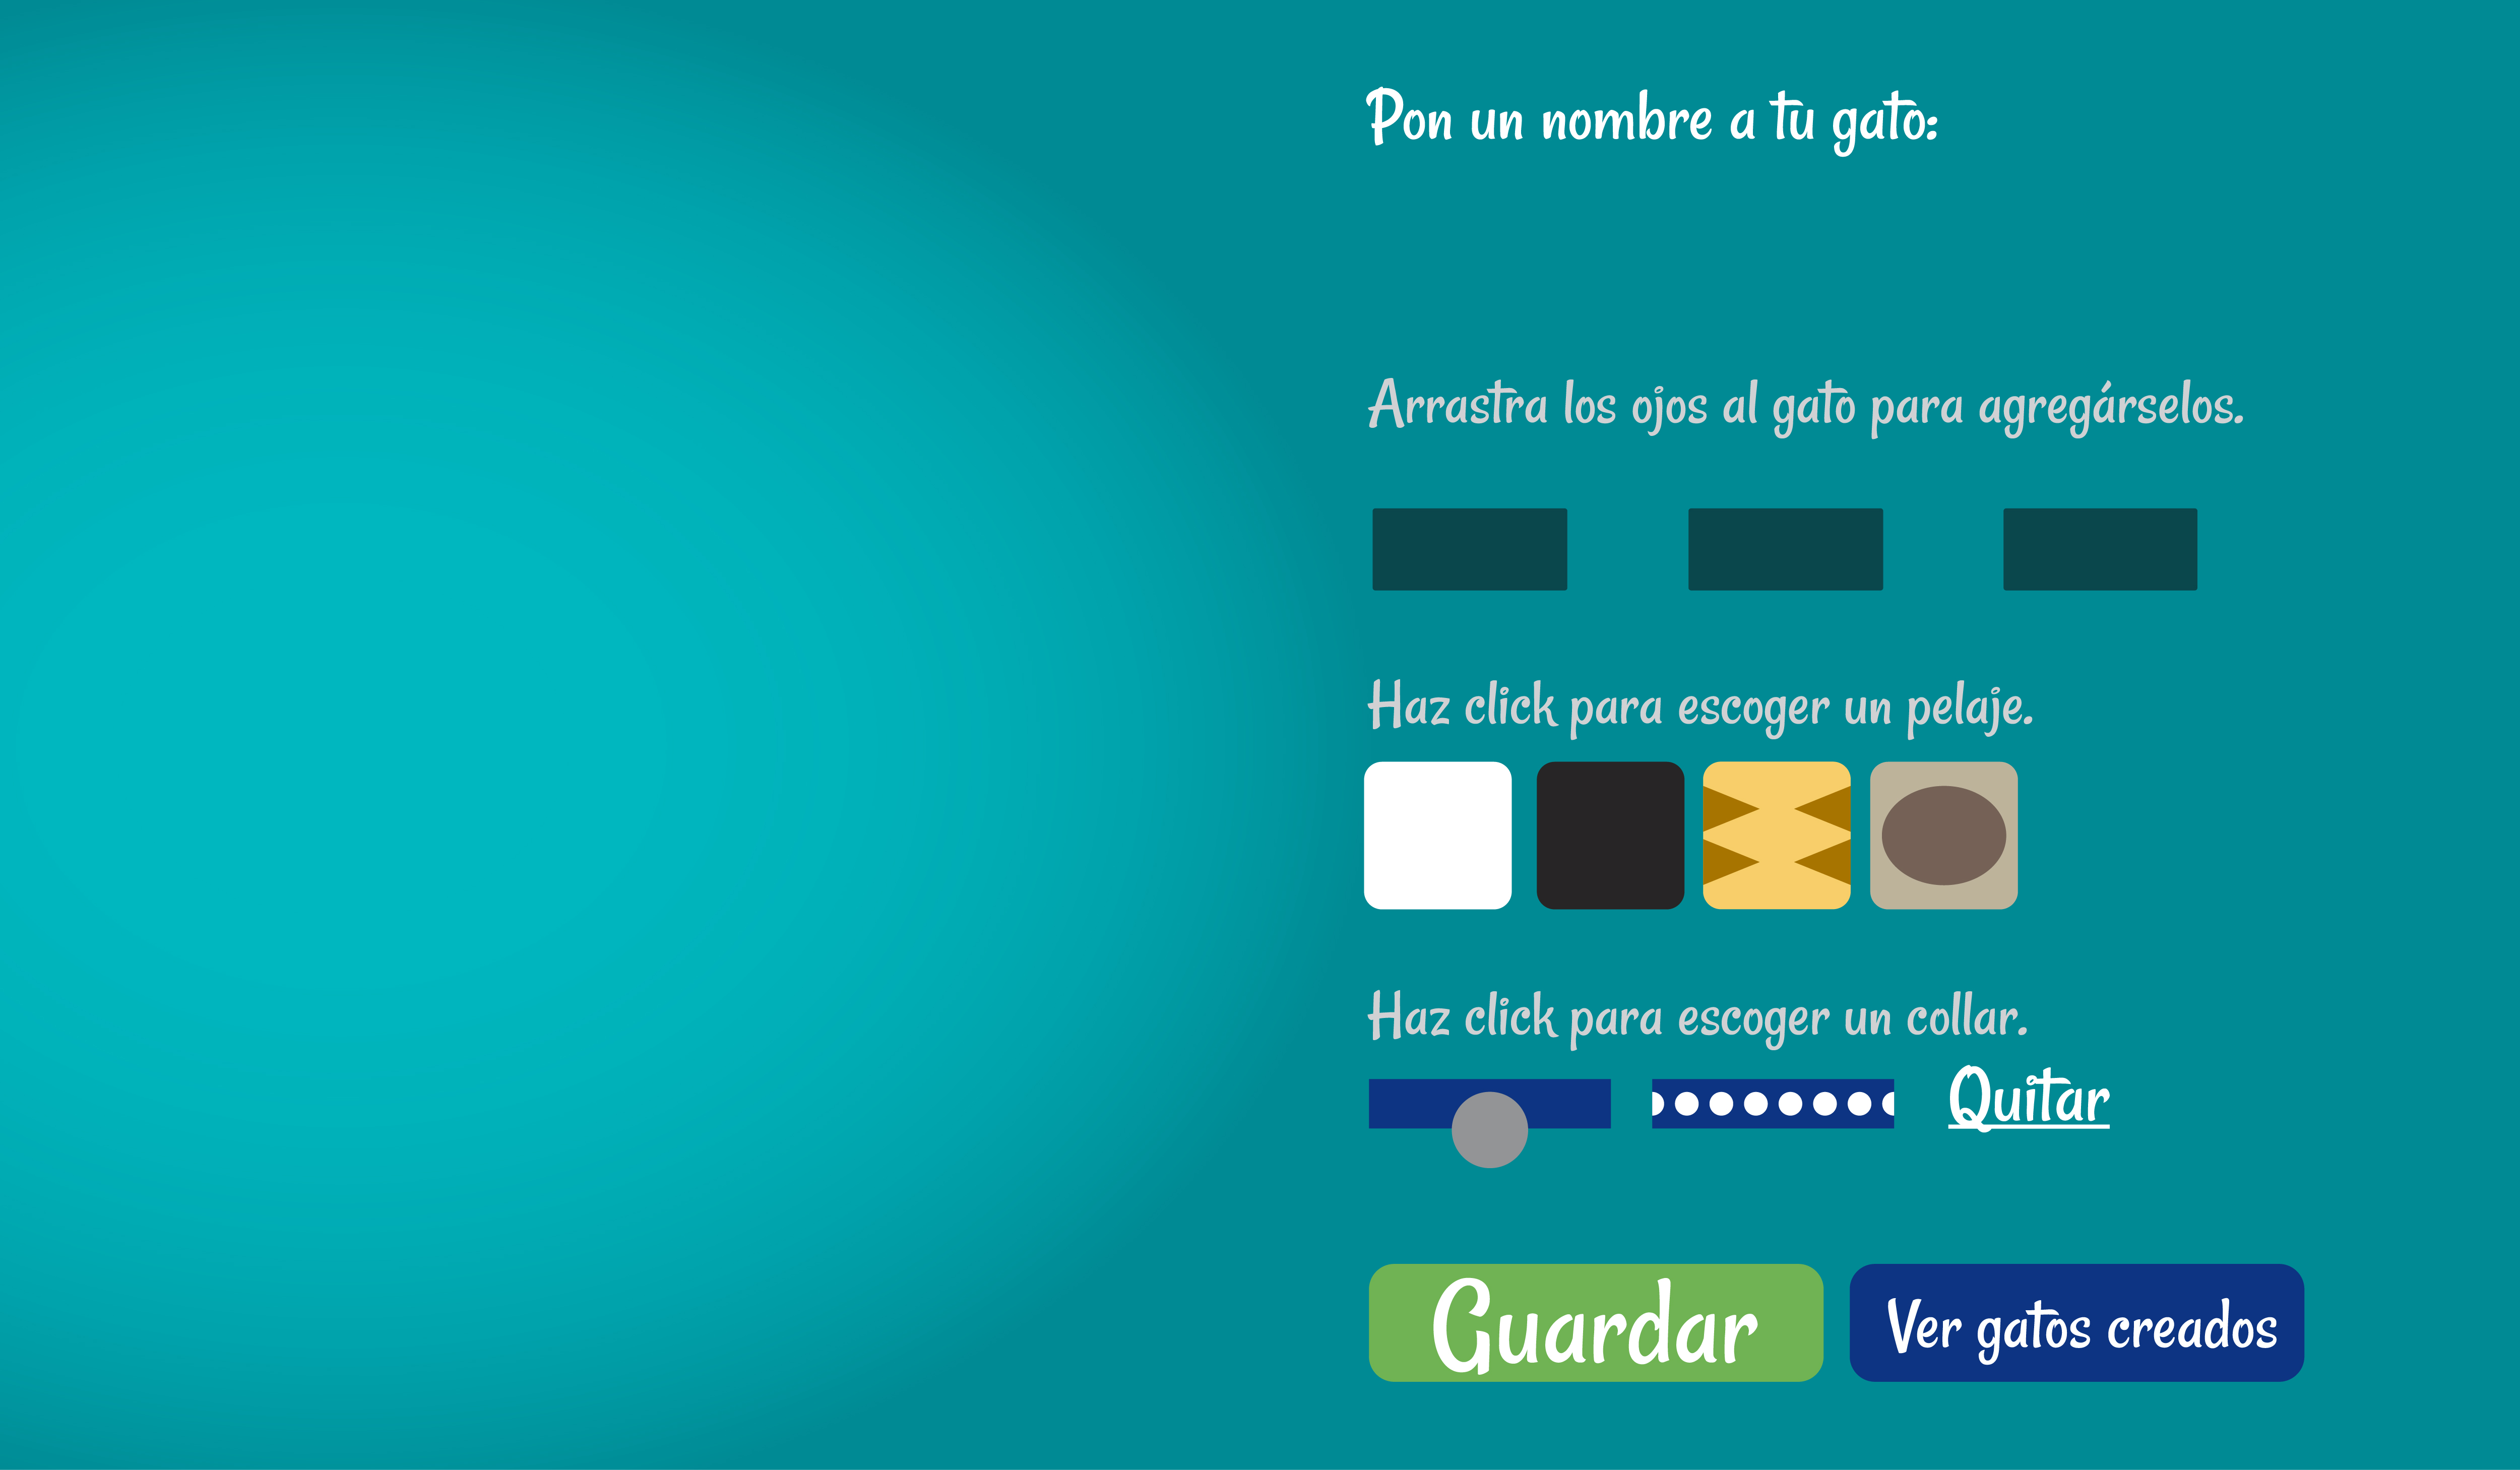 Pon un nombre a tu gato:
Arrastra los ojos al gato para agregárselos.
Haz click para escoger un pelaje.
Haz click para escoger un collar.
Quitar
Guardar
Ver gatos creados